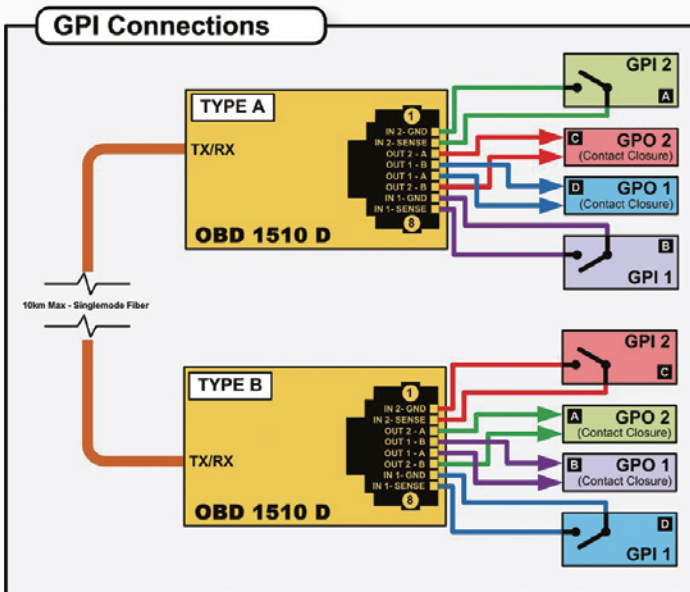 GPI Connections
TYPE A
TX/RX
1
IN 2- GND
IN 2- SENSE
OUT 2 - A
OUT 1 - B
OUT 1 - A
OUT 2 - B
IN 1- GND
IN 1- SENSE
8
OBD 1510 D
GPI 2
A
C
GPO 2
(Contact Closure)
D
GPO 1
(Contact Closure)
B
GPI 1
10km Max - Singlemode Fiber
TYPE B
TX/RX
1
IN 2- GND
IN 2- SENSE
OUT 2 - A
OUT 1 - B
OUT 1 - A
OUT 2 - B
IN 1- GND
IN 1- SENSE
8
OBD 1510 D
GPI 2
C
A
GPO 2
(Contact Closure)
B
GPO 1
(Contact Closure)
D
GPI 1